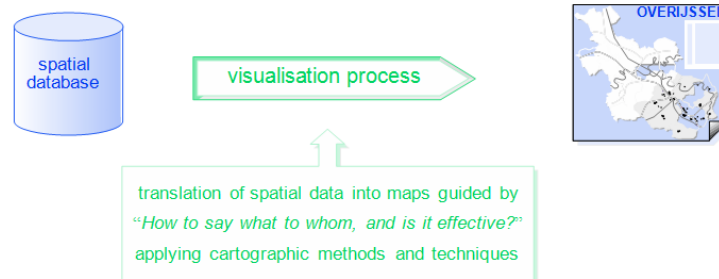 OVERIJSSEL
spatial
database
visualisation process
translation of spatial data into maps guided by
“How to say what to whom, and is it effective?”
applying cartographic methods and techniques